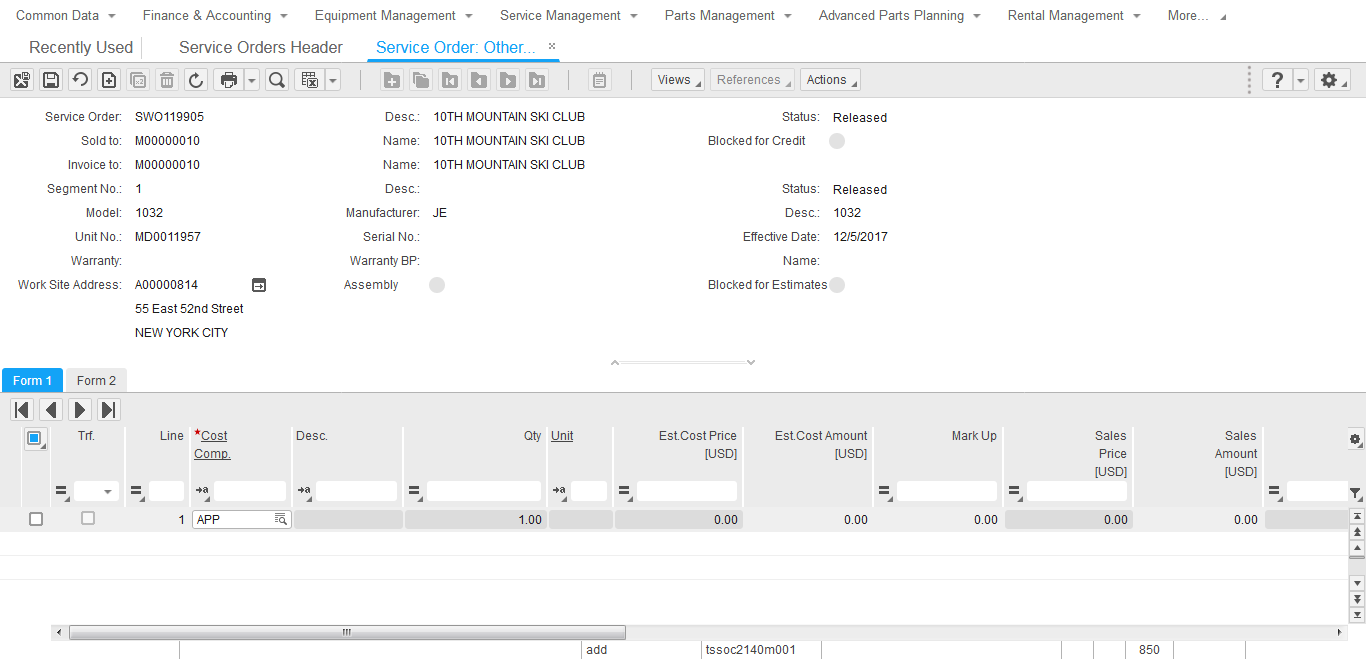 Common Data Finance & Accounting Equipment Management Service Management Parts Management Advanced Parts Planning Rental Management More...
Recently Used Service Orders Header Service Order: Other... ×
Views References Actions ?
Service Order: SWO119905 Desc.: 10TH MOUNTAIN SKI CLUB Status: Released
Sold to: M00000010 Name: 10TH MOUNTAIN SKI CLUB Blocked for Credit
Invoice to: M00000010 Name: 10TH MOUNTAIN SKI CLUB
Segment No.: 1 Desc.: Status: Released
Model: 1032 Manufacturer: JE Desc.: 1032
Unit No.: MD0011957 Serial No.: Effective Date: 12/5/2017
Warranty: Warranty BP: Name:
Work Site Address: A00000814 Assembly Blocked for Estimates
55 East 52nd Street
NEW YORK CITY
Form 1 Form 2
Trf. Line *Cost Comp. Desc. Qty Unit Est.Cost Price [USD] Est.Cost Amount [USD] Mark Up Sales Price [USD] Sales Amount [USD]
1 APP 1.00 0.00 0.00 0.00 0.00 0.00
add tssoc2140m001 850